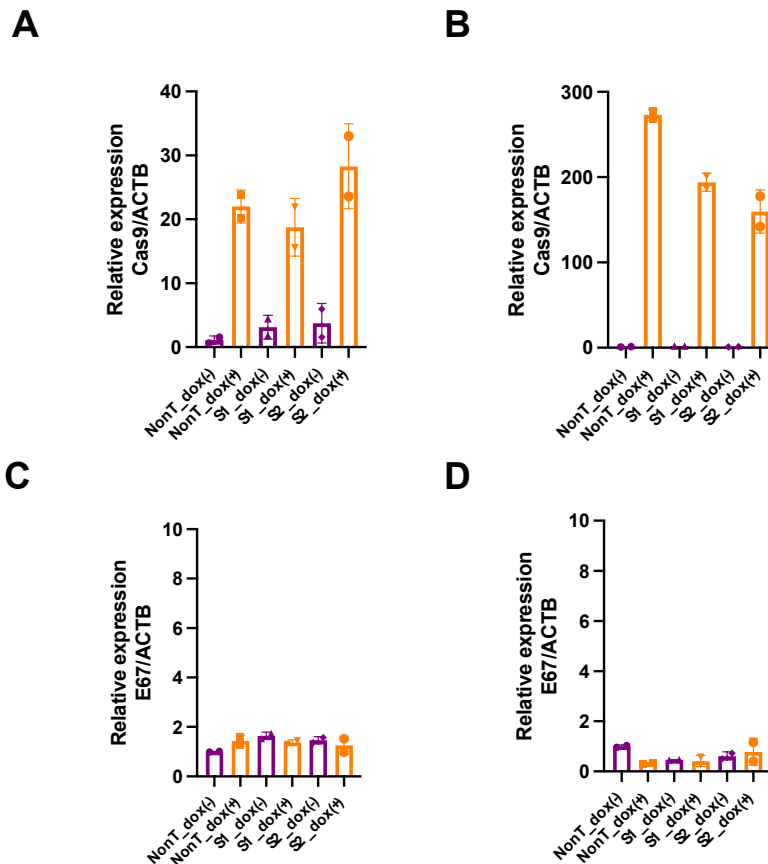 A
B
Relative expression
Cas9/ACTB
40
30
20
10
0
NonT_dox(-)
NonT_dox(+)
S1_dox(-)
S1_dox(+)
S2_dox(-)
S2_dox(+)
Relative expression
Cas9/ACTB
300
200
100
0
NonT_dox(-)
NonT_dox(+)
S1_dox(-)
S1_dox(+)
S2_dox(-)
S2_dox(+)
C
D
Relative expression
E67/ACTB
10
8
6
4
2
0
NonT_dox(-)
NonT_dox(+)
S1_dox(-)
S1_dox(+)
S2_dox(-)
S2_dox(+)
Relative expression
E67/ACTB
10
8
6
4
2
0
NonT_dox(-)
NonT_dox(+)
S1_dox(-)
S1_dox(+)
S2_dox(-)
S2_dox(+)